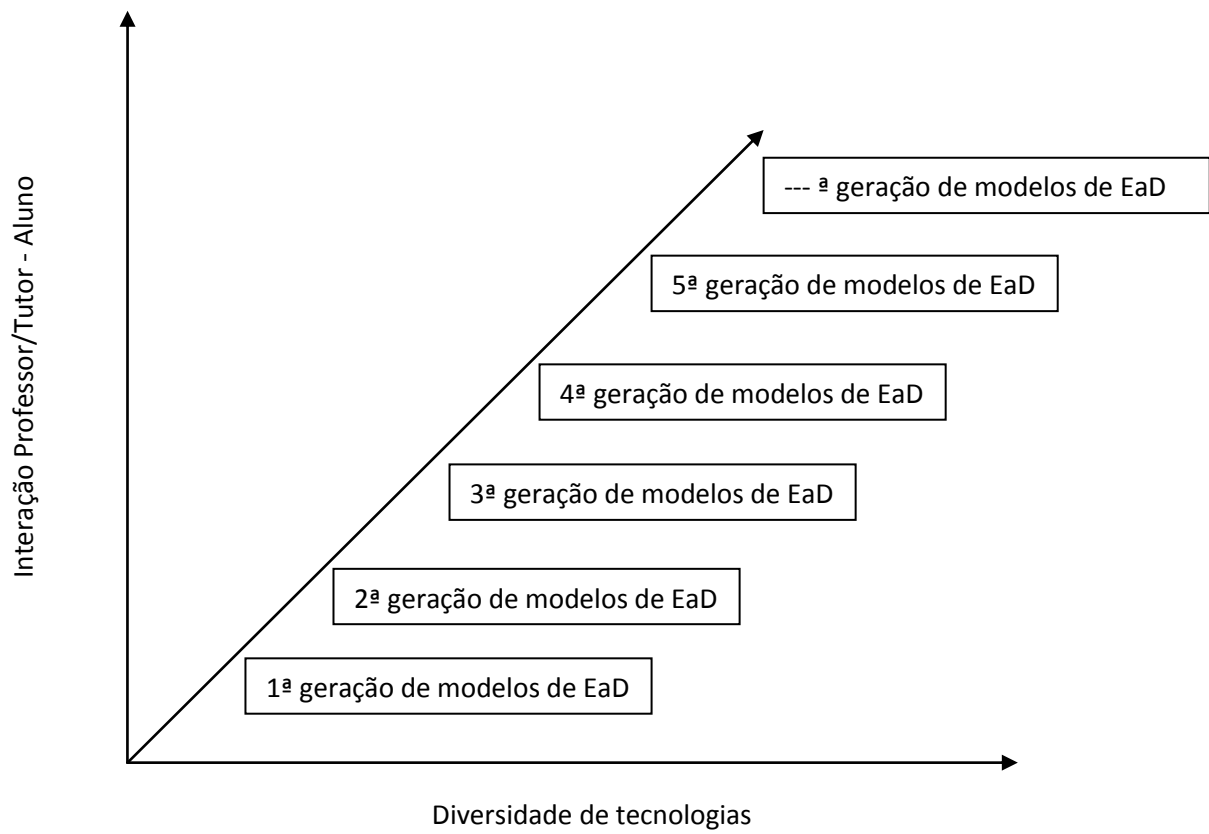 Interação Professor/Tutor - Aluno
--- ª geração de modelos de EaD
5ª geração de modelos de EaD
4ª geração de modelos de EaD
3ª geração de modelos de EaD
2ª geração de modelos de EaD
1ª geração de modelos de EaD
Diversidade de tecnologias